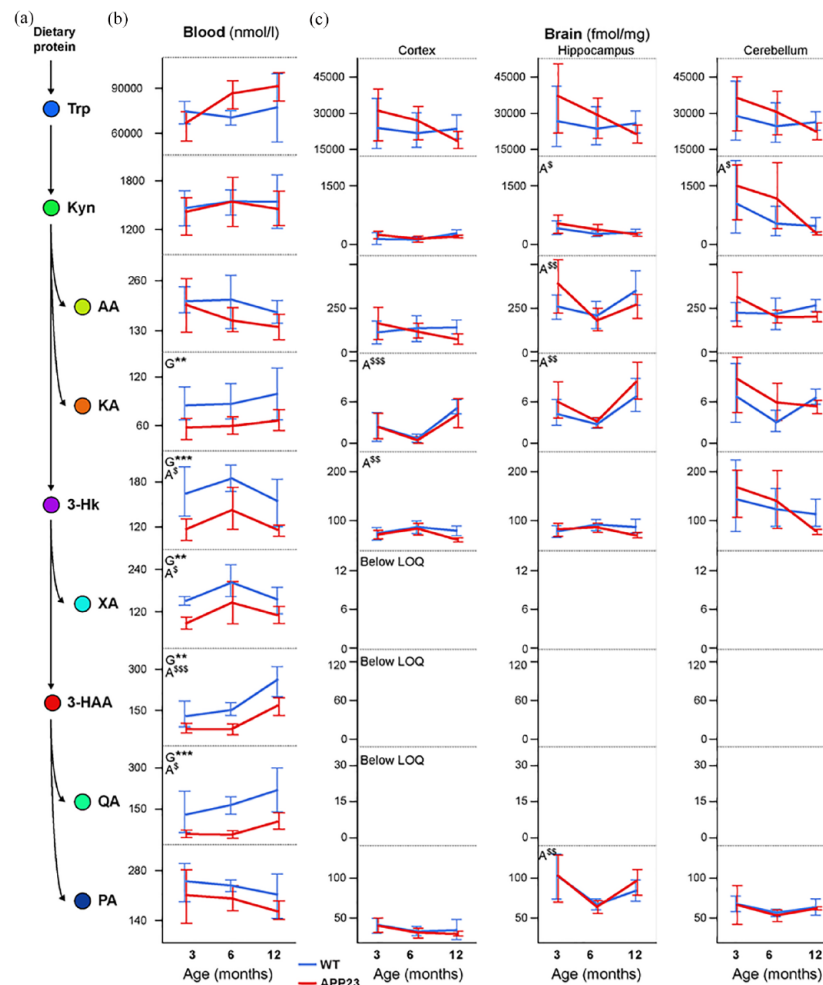 (a)
(b)
(c)
Dietary
protein
Blood (nmol/l)
Brain (fmol/mg)
Cortex
Hippocampus
Cerebellum
Trp
90000
60000
45000
30000
15000
45000
30000
15000
45000
30000
15000
Kyn
1800
1200
1500
0
A$
1500
0
A$
1500
0
AA
260
130
250
0
A$$
250
0
250
0
KA
G**
120
60
A$$$
6
0
A$$
6
0
6
0
3-Hk
G***
A$
180
120
A$$
200
100
200
100
200
100
XA
G**
A$
240
120
Below LOQ
12
6
0
12
6
0
12
6
0
3-HAA
G**
A$$$
300
150
Below LOQ
120
60
0
120
60
0
120
60
0
QA
G***
A$
300
150
Below LOQ
30
15
0
30
15
0
30
15
0
PA
280
140
100
50
A$$
100
50
100
50
3 6 12
3 6 12
3 6 12
3 6 12
Age (months)
Age (months)
Age (months)
Age (months)
WT
APP23